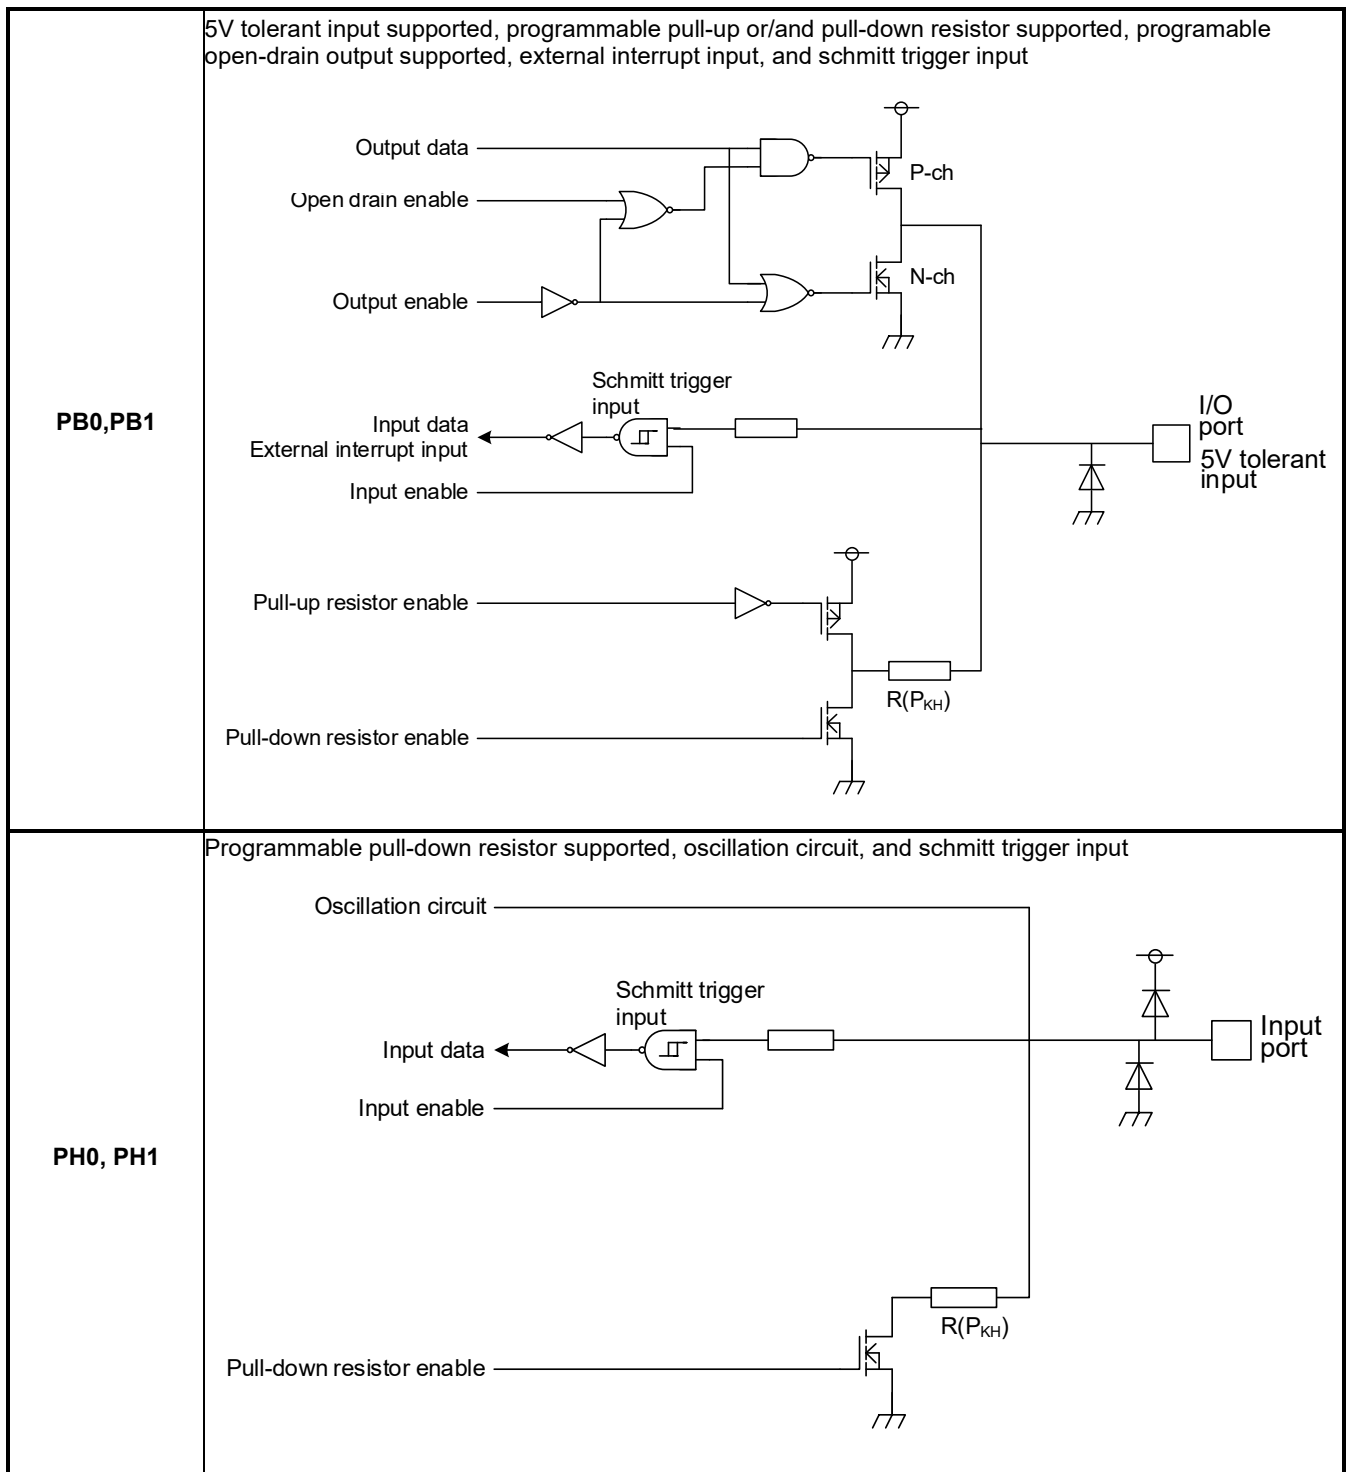 5V tolerant input supported, programmable pull-up or/and pull-down resistor supported, programable
open-drain output supported, external interrupt input, and schmitt trigger input
Output data
P-ch
Open drain enable
N-ch
Output enable
Schmitt trigger
input
PB0,PB1
Input data
External interrupt input
I/O
port
5V tolerant
input
Input enable
Pull-up resistor enable
R(PKH)
Pull-down resistor enable
Programmable pull-down resistor supported, oscillation circuit, and schmitt trigger input
Oscillation circuit
Schmitt trigger
input
Input
port
Input data
Input enable
PH0, PH1
R(PKH)
Pull-down resistor enable